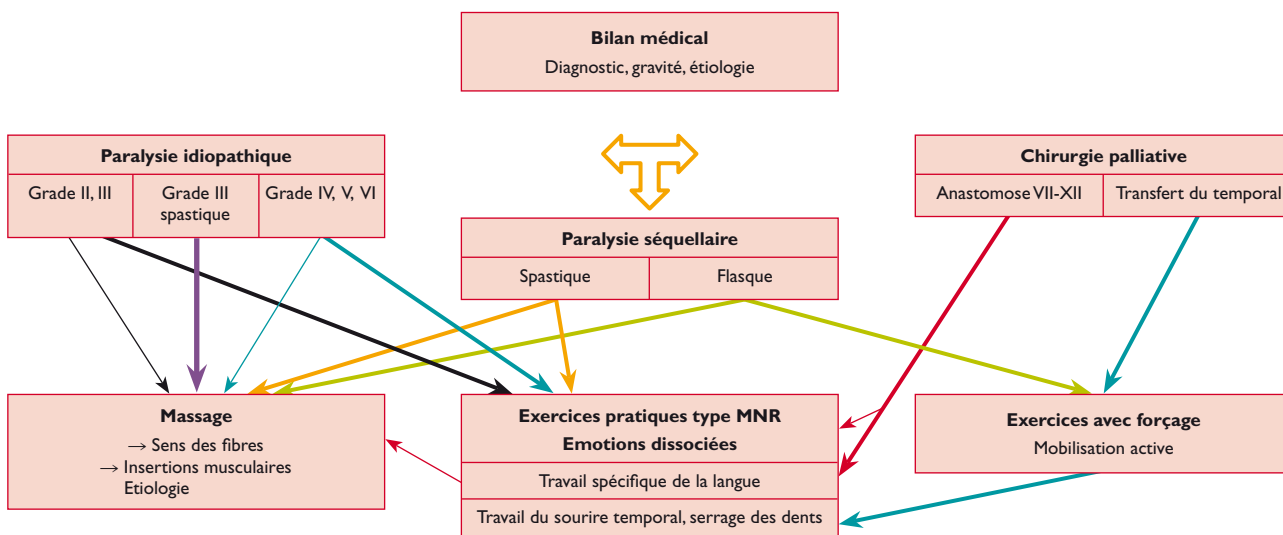 Bilan médical
Diagnostic, gravité, étiologie
Paralysie idiopathique
Grade II, III
Grade III
spastique
Grade IV, V, VI
Chirurgie palliative
Anastomose VII-XII
Transfert du temporal
Paralysie séquellaire
Spastique
Flasque
Massage
→ Sens des fibres
→ Insertions musculaires
Etiologie
Exercices pratiques type MNR
Emotions dissociées
Travail spécifique de la langue
Travail du sourire temporal, serrage des dents
Exercices avec forçage
Mobilisation active